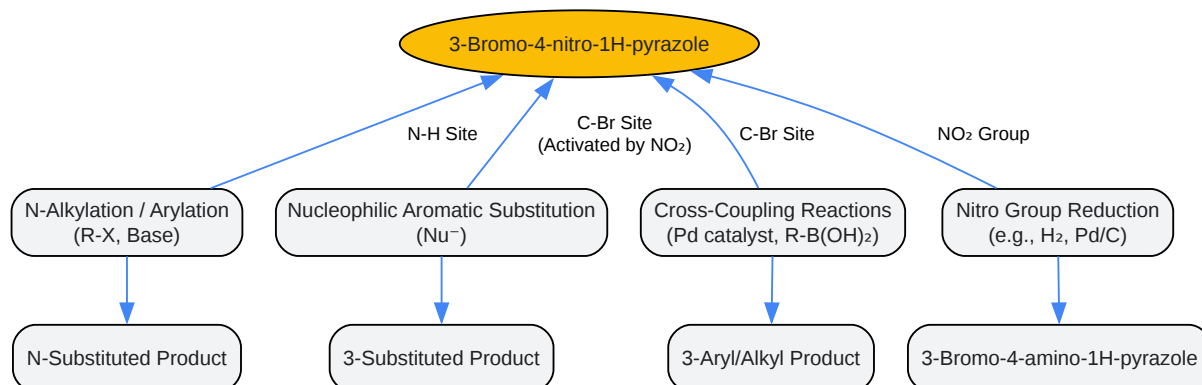 3-Bromo-4-nitro-1H-pyrazole
N-H Site
C-Br Site
(Activated by NO₂)
C-Br Site
NO₂ Group
N-Alkylation / Arylation
(R-X, Base)
Nucleophilic Aromatic Substitution
(Nu⁻)
Cross-Coupling Reactions
(Pd catalyst, R-B(OH)₂)
Nitro Group Reduction
(e.g., H₂, Pd/C)
N-Substituted Product
3-Substituted Product
3-Aryl/Alkyl Product
3-Bromo-4-amino-1H-pyrazole